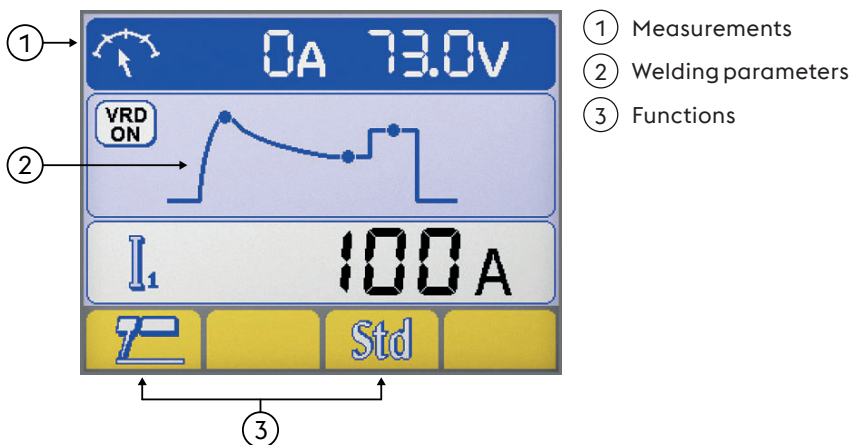 1 Measurements
2 Welding parameters
3 Functions
1
0A 73.0V
VRD
ON
2
I1 100A
Std
3